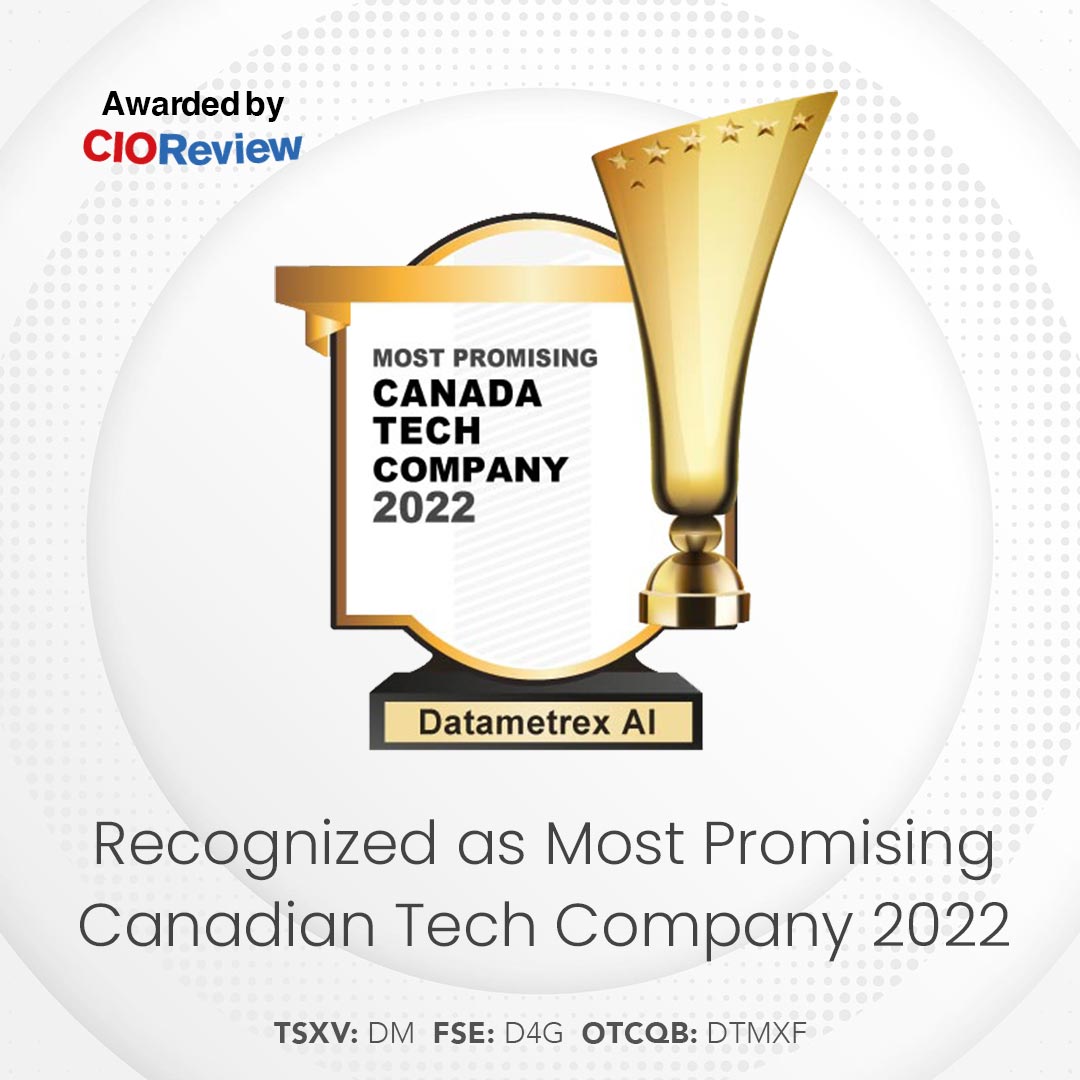 Awarded by
CIOReview
MOST PROMISING
CANADA
TECH
COMPANY
2022
Datametrex AI
Recognized as Most Promising
Canadian Tech Company 2022
TSXV: DM FSE: D4G OTCQB: DTMXF